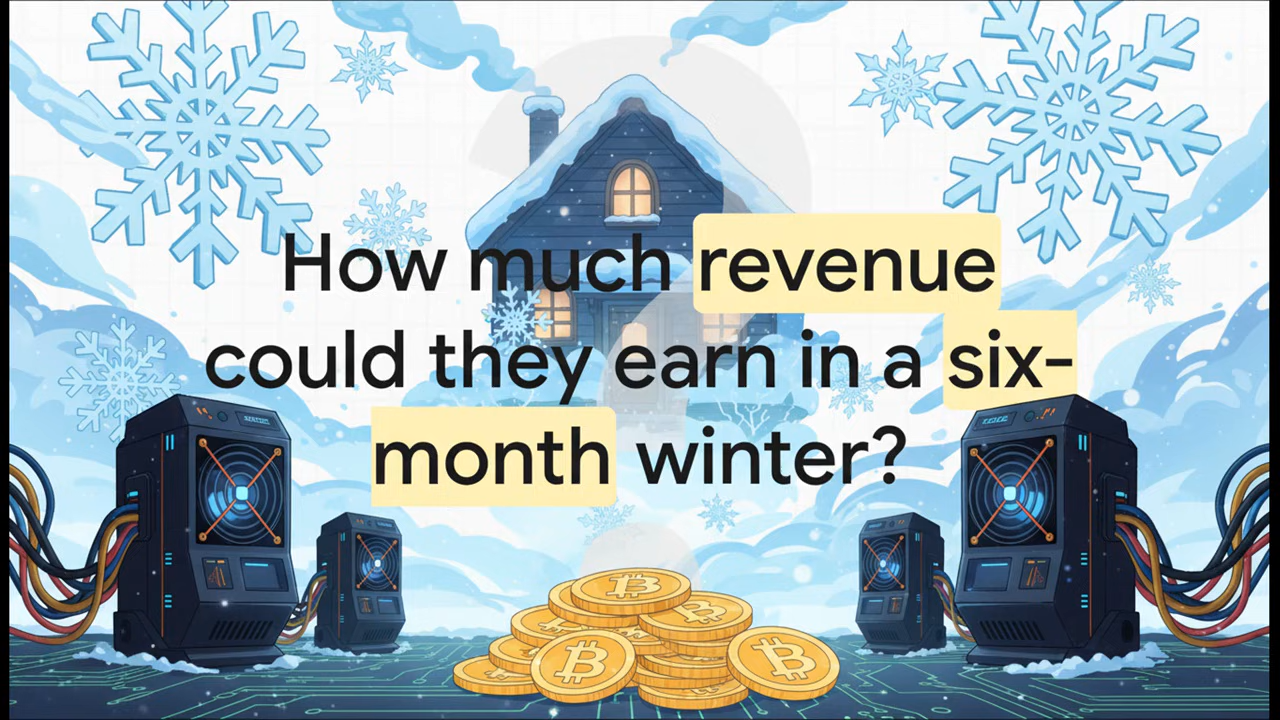 How much revenue
could they earn in a six-
month winter?